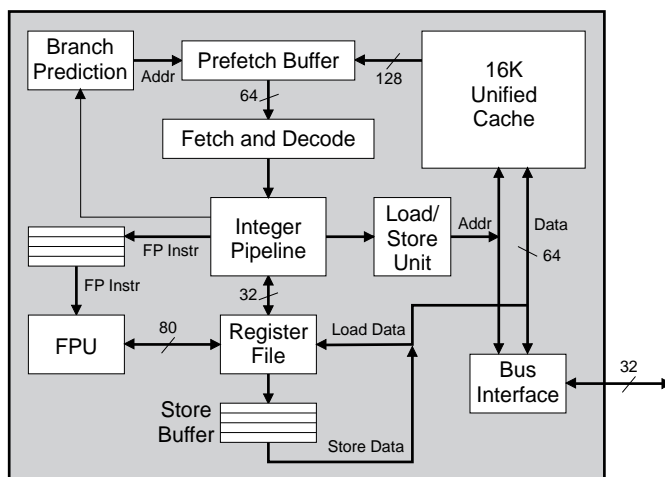 Branch
Prediction
Addr
Prefetch Buffer
128
16K
Unified
Cache
64
Fetch and Decode
Integer
Pipeline
Load/
Store
Unit
Addr
Data
64
FP Instr
FP Instr
32
FPU
80
Register
File
Load Data
Bus
Interface
32
Store
Buffer
Store Data